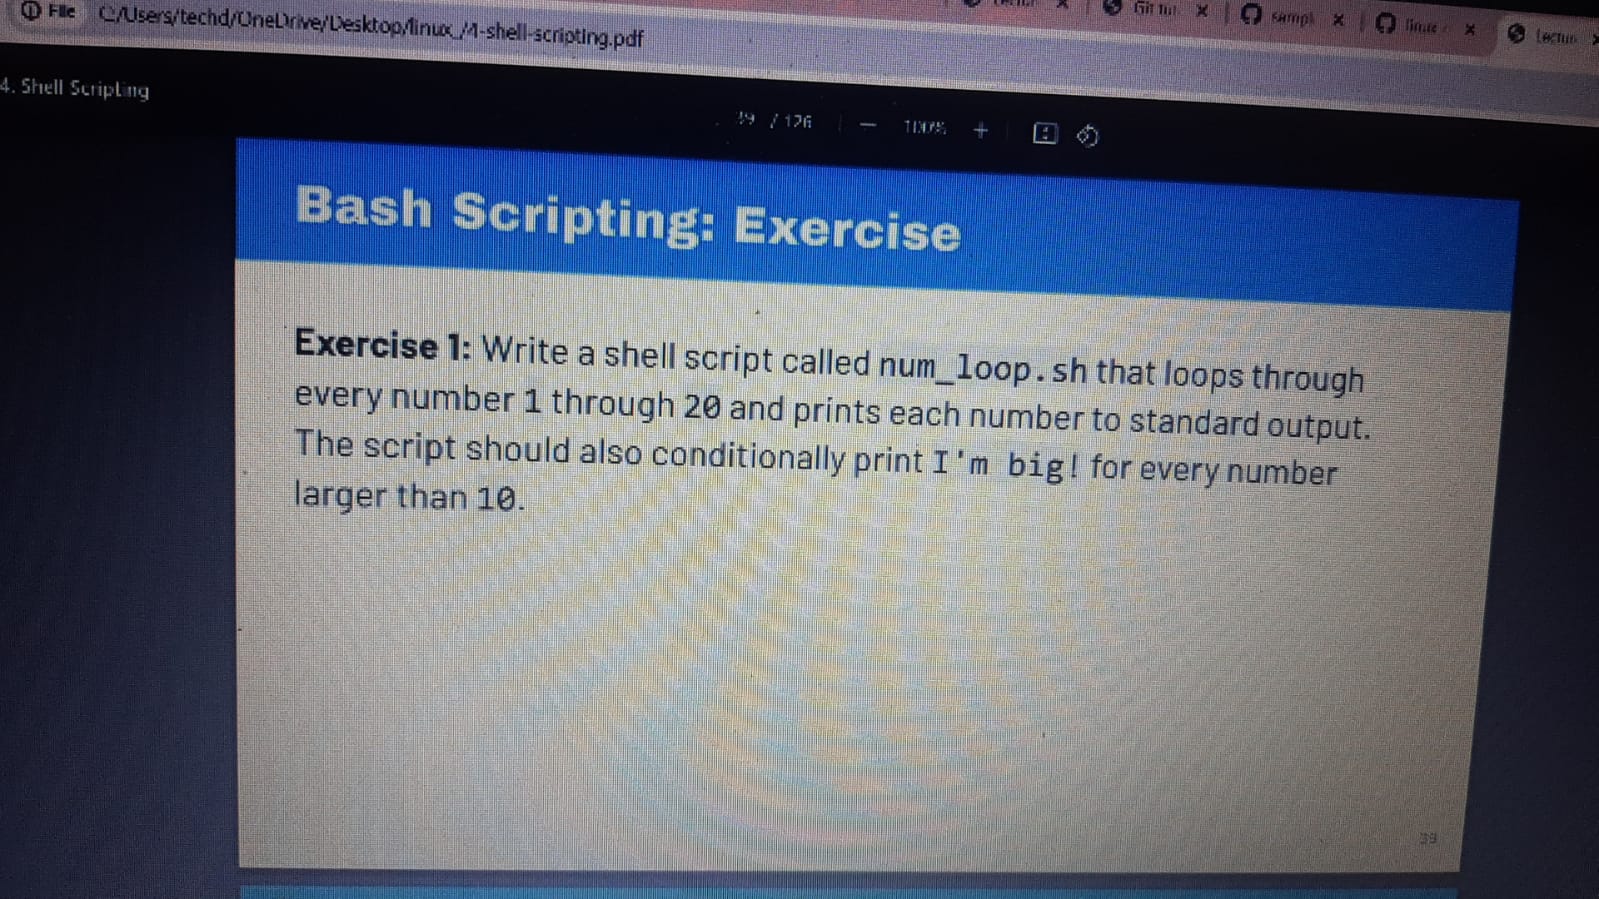 File C:/Users/techd/OneDrive/Desktop/linux_/4-shell-scripting.pdf
Git tut
sampl
Lectur
4. Shell Scripting
39 / 126 — 100% +
Bash Scripting: Exercise
Exercise 1: Write a shell script called num_loop.sh that loops through
every number 1 through 20 and prints each number to standard output.
The script should also conditionally print I'm big! for every number
larger than 10.
39